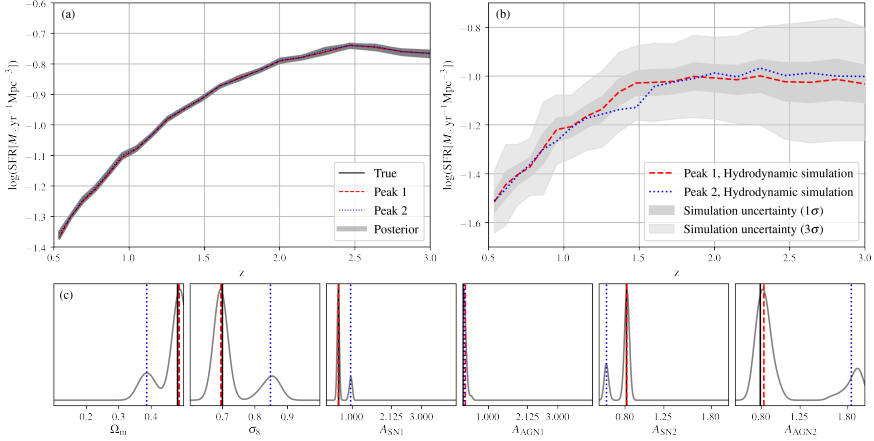 (a)
log(SFR[M☉ yr⁻¹Mpc⁻³])
−0.6
−0.7
−0.8
−0.9
−1.0
−1.1
−1.2
−1.3
−1.4
True
Peak 1
Peak 2
Posterior
0.5 1.0 1.5 2.0 2.5 3.0
z
(b)
log(SFR[M☉ yr⁻¹Mpc⁻³])
−0.8
−1.0
−1.2
−1.4
−1.6
Peak 1, Hydrodynamic simulation
Peak 2, Hydrodynamic simulation
Simulation uncertainty (1σ)
Simulation uncertainty (3σ)
0.5 1.0 1.5 2.0 2.5 3.0
z
(c)
0.2 0.3 0.4
Ωm
0.7 0.8 0.9
σ8
1.000 2.125 3.000
ASN1
1.000 2.125 3.000
AAGN1
0.80 1.25 1.80
ASN2
0.80 1.25 1.80
AAGN2